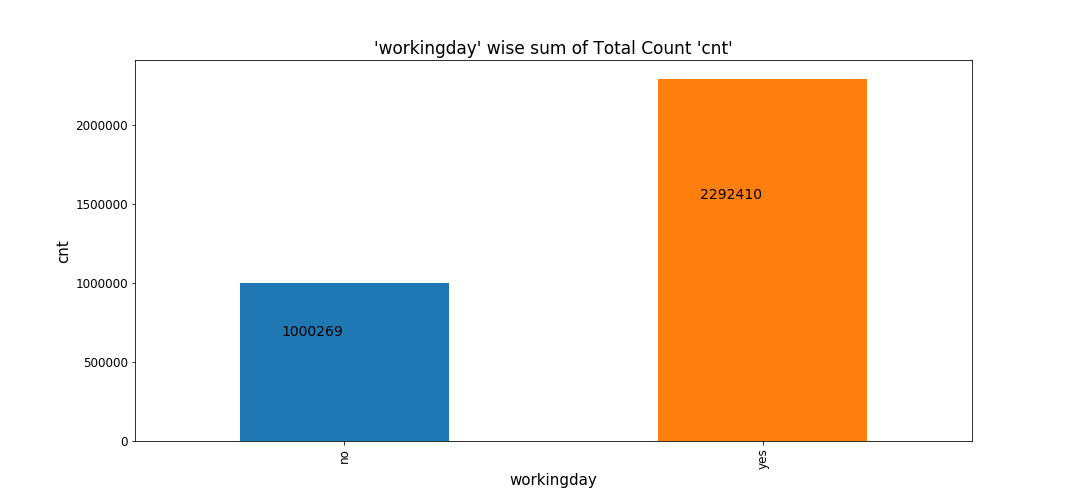 'workingday' wise sum of Total Count 'cnt'
2000000
1500000
1000000
500000
0
cnt
2292410
1000269
no
yes
workingday